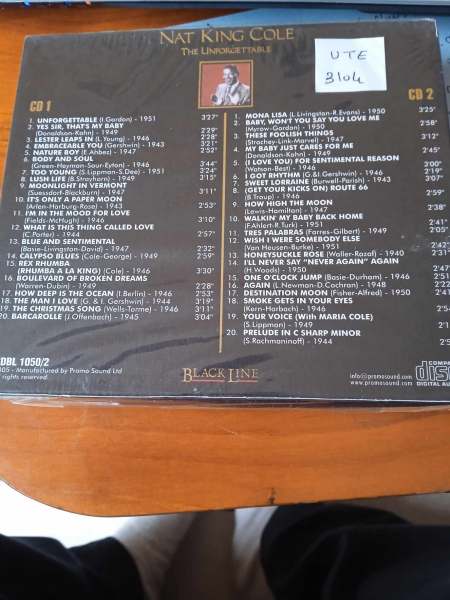 NAT KING COLE
THE UNFORGETTABLE
UTE
3104
CD 1
1. UNFORGETTABLE (I.Gordon) - 1951 3'27"
2. YES SIR, THAT'S MY BABY
(Donaldson-Kahn) - 1949 2'29"
3. LESTER LEAPS IN (L.Young) - 1946 2'28"
4. EMBRACEABLE YOU (Gershwin) - 1943 3'21"
5. NATURE BOY (E.Ahbez) - 1947 2'52"
6. BODY AND SOUL
(Green-Heyman-Sour-Eyton) - 1946 3'44"
7. TOO YOUNG (S.Lippman-S.Dee) - 1951 3'24"
8. LUSH LIFE (B.Strayhorn) - 1949 3'15"
9. MOONLIGHT IN VERMONT
(Suessdorf-Blackburn) - 1947 3'11"
10. IT'S ONLY A PAPER MOON
(Arlen-Harburg-Rose) - 1943 2'53"
11. I'M IN THE MOOD FOR LOVE
(Fields-McHugh) - 1946 3'10"
12. WHAT IS THIS THING CALLED LOVE
(C.Porter) - 1944 2'57"
13. BLUE AND SENTIMENTAL
(Basie-Livingston-David) - 1947 2'32"
14. CALYPSO BLUES (Cole-George) - 1949 2'59"
15. REX RHUMBA
(RHUMBA A LA KING) (Cole) - 1946 3'30"
16. BOULEVARD OF BROKEN DREAMS
(Warren-Dubin) - 1949 2'28"
17. HOW DEEP IS THE OCEAN (I.Berlin) - 1946 2'53"
18. THE MAN I LOVE (G. & I. Gershwin) - 1944 3'19"
19. THE CHRISTMAS SONG (Wells-Torme) - 1946 3'11"
20. BARCAROLLE (J.Offenbach) - 1945 3'04"
CD 2
1. MONA LISA (L.Livingston-R.Evans) - 1950 3'25"
2. BABY, WON'T YOU SAY YOU LOVE ME
(Myrow-Gordon) - 1950 2'58"
3. THESE FOOLISH THINGS
(Strachey-Link-Marvel) - 1947 3'12"
4. MY BABY JUST CARES FOR ME
(Donaldson-Kahn) - 1949 2'45"
5. (I LOVE YOU) FOR SENTIMENTAL REASON
(Watson-Best) - 1946 3'00"
6. I GOT RHYTHM (G.&I. Gershwin) - 1946 2'19"
7. SWEET LORRAINE (Burwell-Parish) - 1943 3'07"
8. (GET YOUR KICKS ON) ROUTE 66
(B.Troup) - 1946 2'59"
9. HOW HIGH THE MOON
(Lewis-Hamilton) - 1947
10. WALKIN' MY BABY BACK HOME
(F.Ahlert-R.Turk) - 1951 2'41"
11. TRES PALABRAS (Farres-Gilbert) - 1949 2'05"
12. WISH I WERE SOMEBODY ELSE
(Van Heusen-Burke) - 1951 2'42"
13. HONEYSUCKLE ROSE (Waller-Razaf) - 1940
14. I'LL NEVER SAY "NEVER AGAIN" AGAIN
(H.Woods) - 1950
15. ONE O'CLOCK JUMP (Basie-Durham) - 1946
16. AGAIN (L.Newman-D.Cochran) - 1948
17. DESTINATION MOON (Fisher-Alfred) - 1950
18. SMOKE GETS IN YOUR EYES
(Kern-Harbach) - 1946
19. YOUR VOICE (With MARIA COLE)
(S.Lippman) - 1949
20. PRELUDE IN C SHARP MINOR
(S.Rachmaninoff) - 1944
DBL 1050/2
Manufactured by Promo Sound Ltd
rights reserved.
BLACK LINE
info@promosound.com - www.promosound.com
COMPACT
disc
DIGITAL AUDIO